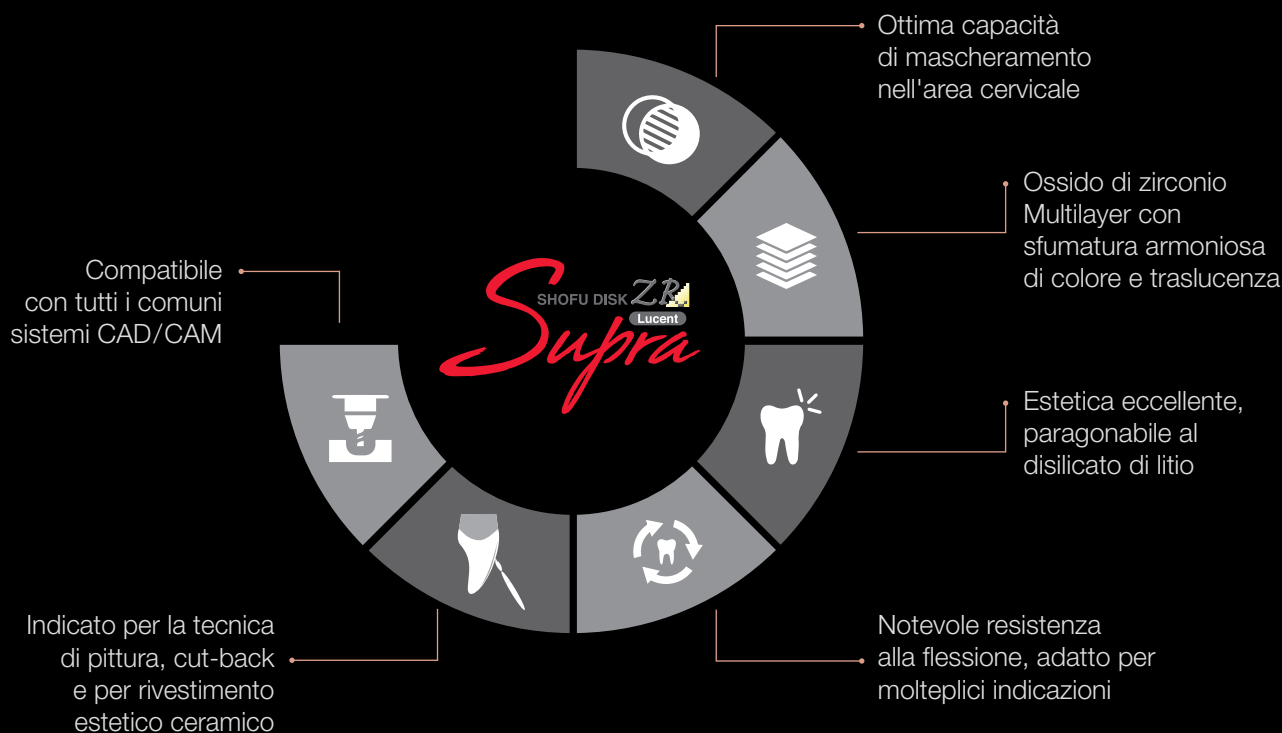 Ottima capacità
di mascheramento
nell'area cervicale
Ossido di zirconio
Multilayer con
sfumatura armoniosa
di colore e traslucenza
Compatibile
con tutti i comuni
sistemi CAD/CAM
SHOFU DISK ZR
Lucent
Supra
Estetica eccellente,
paragonabile al
disilicato di litio
Indicato per la tecnica
di pittura, cut-back
e per rivestimento
estetico ceramico
Notevole resistenza
alla flessione, adatto per
molteplici indicazioni